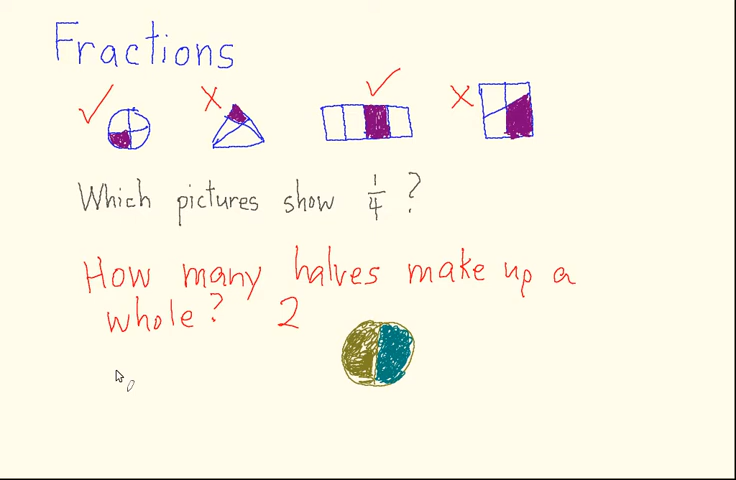 Fractions
Which pictures show 1/4 ?
How many halves make up a
whole? 2